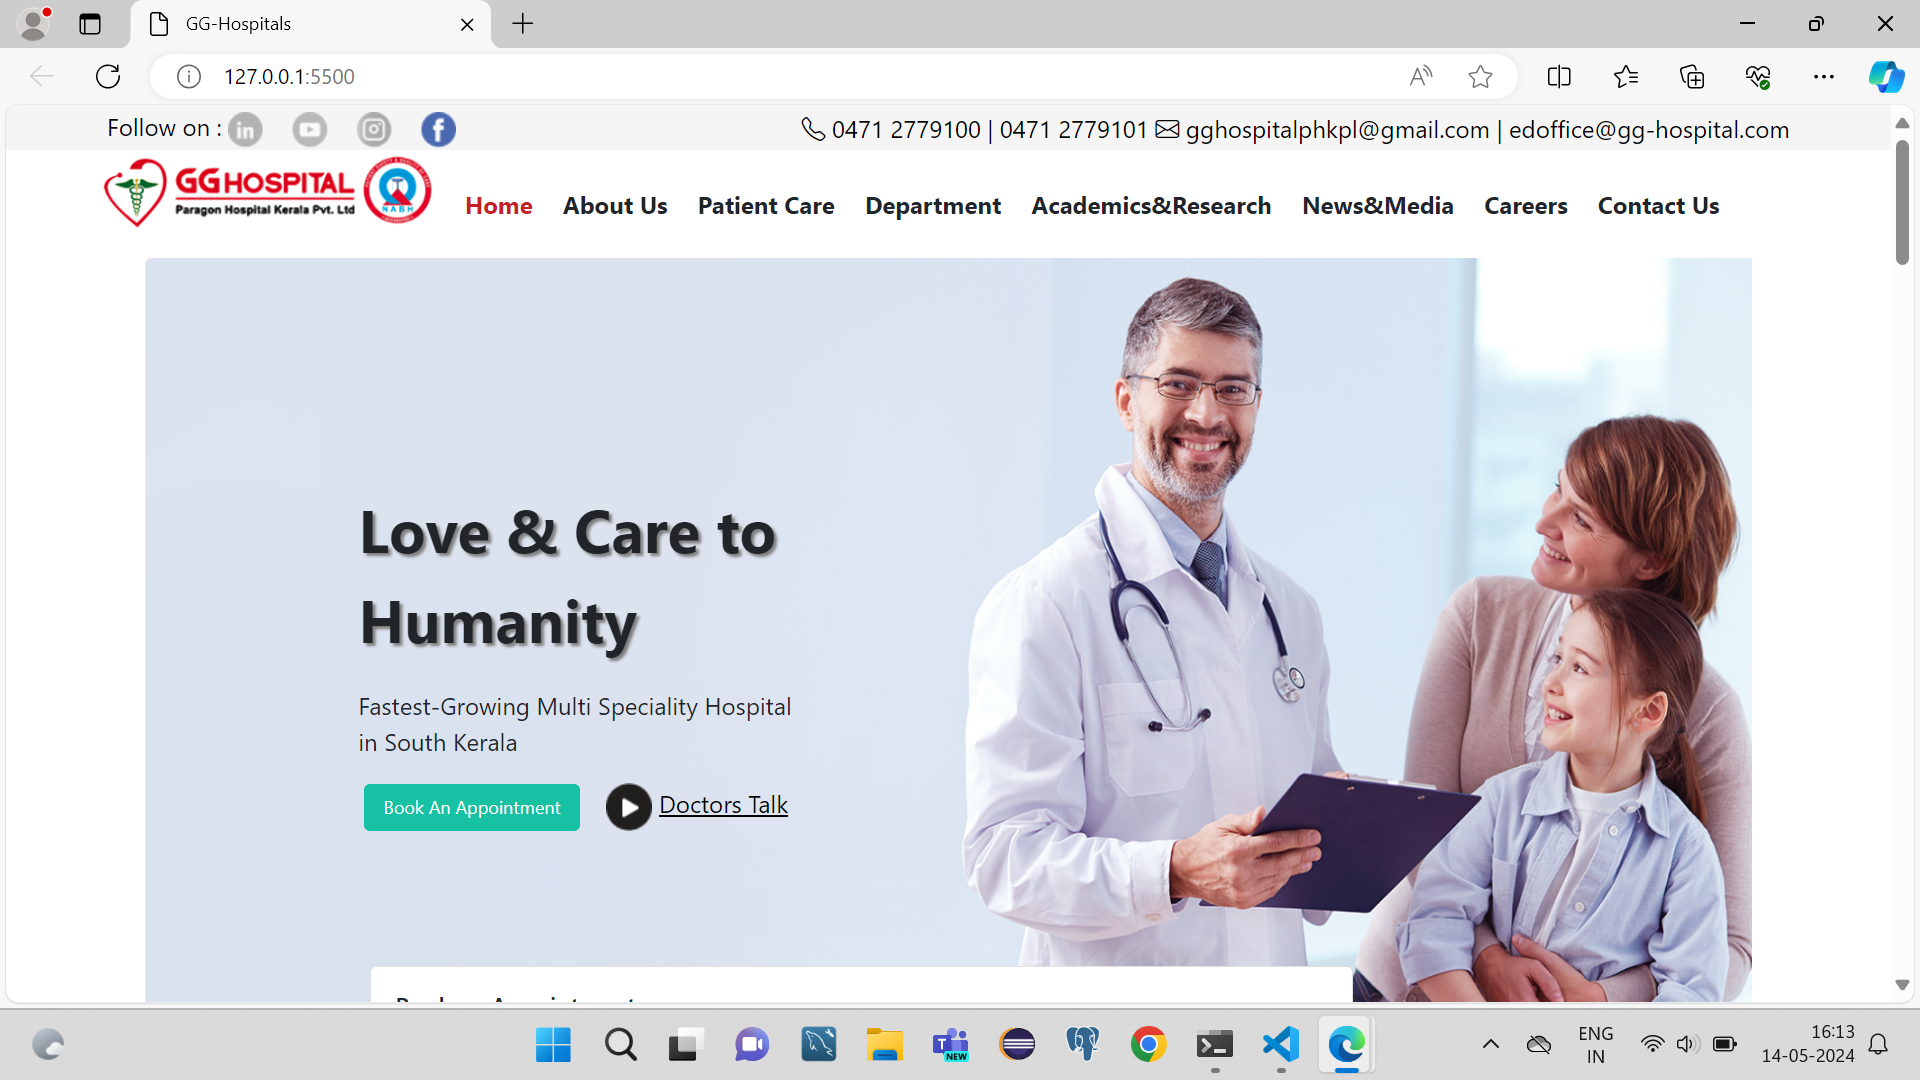 GG-Hospitals
127.0.0.1:5500
Follow on :
0471 2779100 | 0471 2779101 gghospitalphkpl@gmail.com | edoffice@gg-hospital.com
GG HOSPITAL
Paragon Hospital Kerala Pvt. Ltd
NABH
Home About Us Patient Care Department Academics&Research News&Media Careers Contact Us
Love & Care to
Humanity
Fastest-Growing Multi Speciality Hospital
in South Kerala
Book An Appointment Doctors Talk
NEW
ENG
IN
16:13
14-05-2024